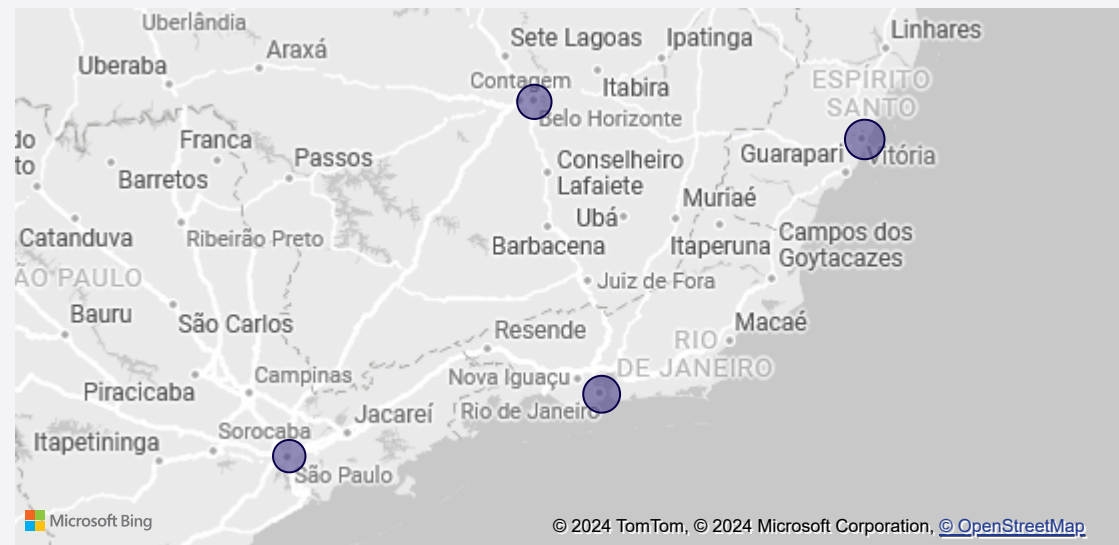 Uberlândia
Linhares
Sete Lagoas
Ipatinga
Araxá
Uberaba
Contagem
Itabira
ESPÍRITO
SANTO
Belo Horizonte
do
to
Franca
Passos
Conselheiro
Lafaiete
Guarapari
Vitória
Barretos
Muriaé
Ubá
Catanduva
Ribeirão Preto
Barbacena
Itaperuna
Campos dos
Goytacazes
ÃO PAULO
Juiz de Fora
Bauru
São Carlos
Resende
Macaé
RIO
DE JANEIRO
Campinas
Nova Iguaçu
Piracicaba
Jacareí
Rio de Janeiro
Sorocaba
Itapetininga
São Paulo
Microsoft Bing
© 2024 TomTom, © 2024 Microsoft Corporation, © OpenStreetMap